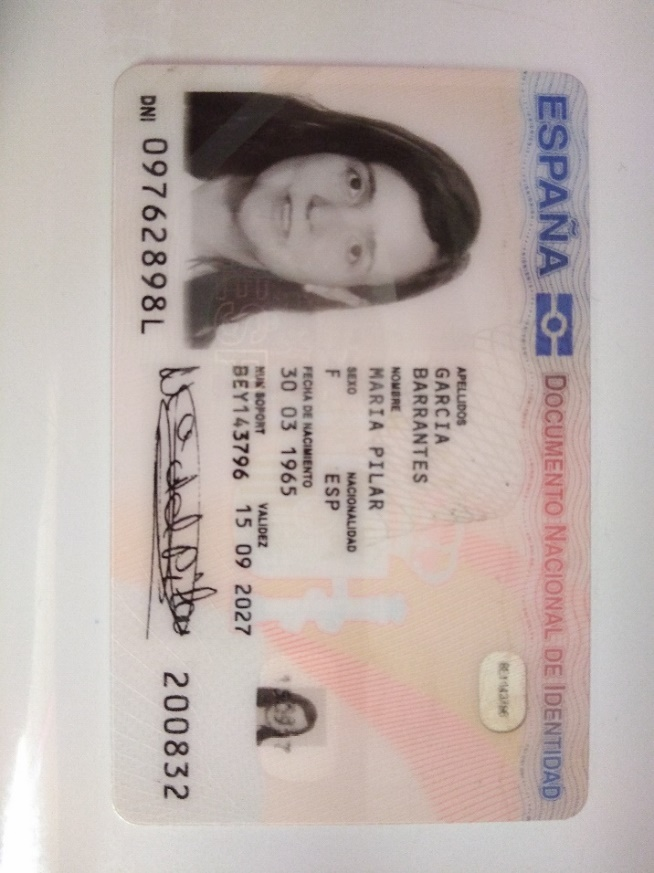 ESPAÑA DOCUMENTO NACIONAL DE IDENTIDAD
APELLIDOS
GARCIA
BARRANTES
NOMBRE
MARIA PILAR
SEXO NACIONALIDAD
F ESP
FECHA DE NACIMIENTO
30 03 1965
NUM SOPORT VALIDEZ
BEY143796 15 09 2027
DNI 09762898L
200832